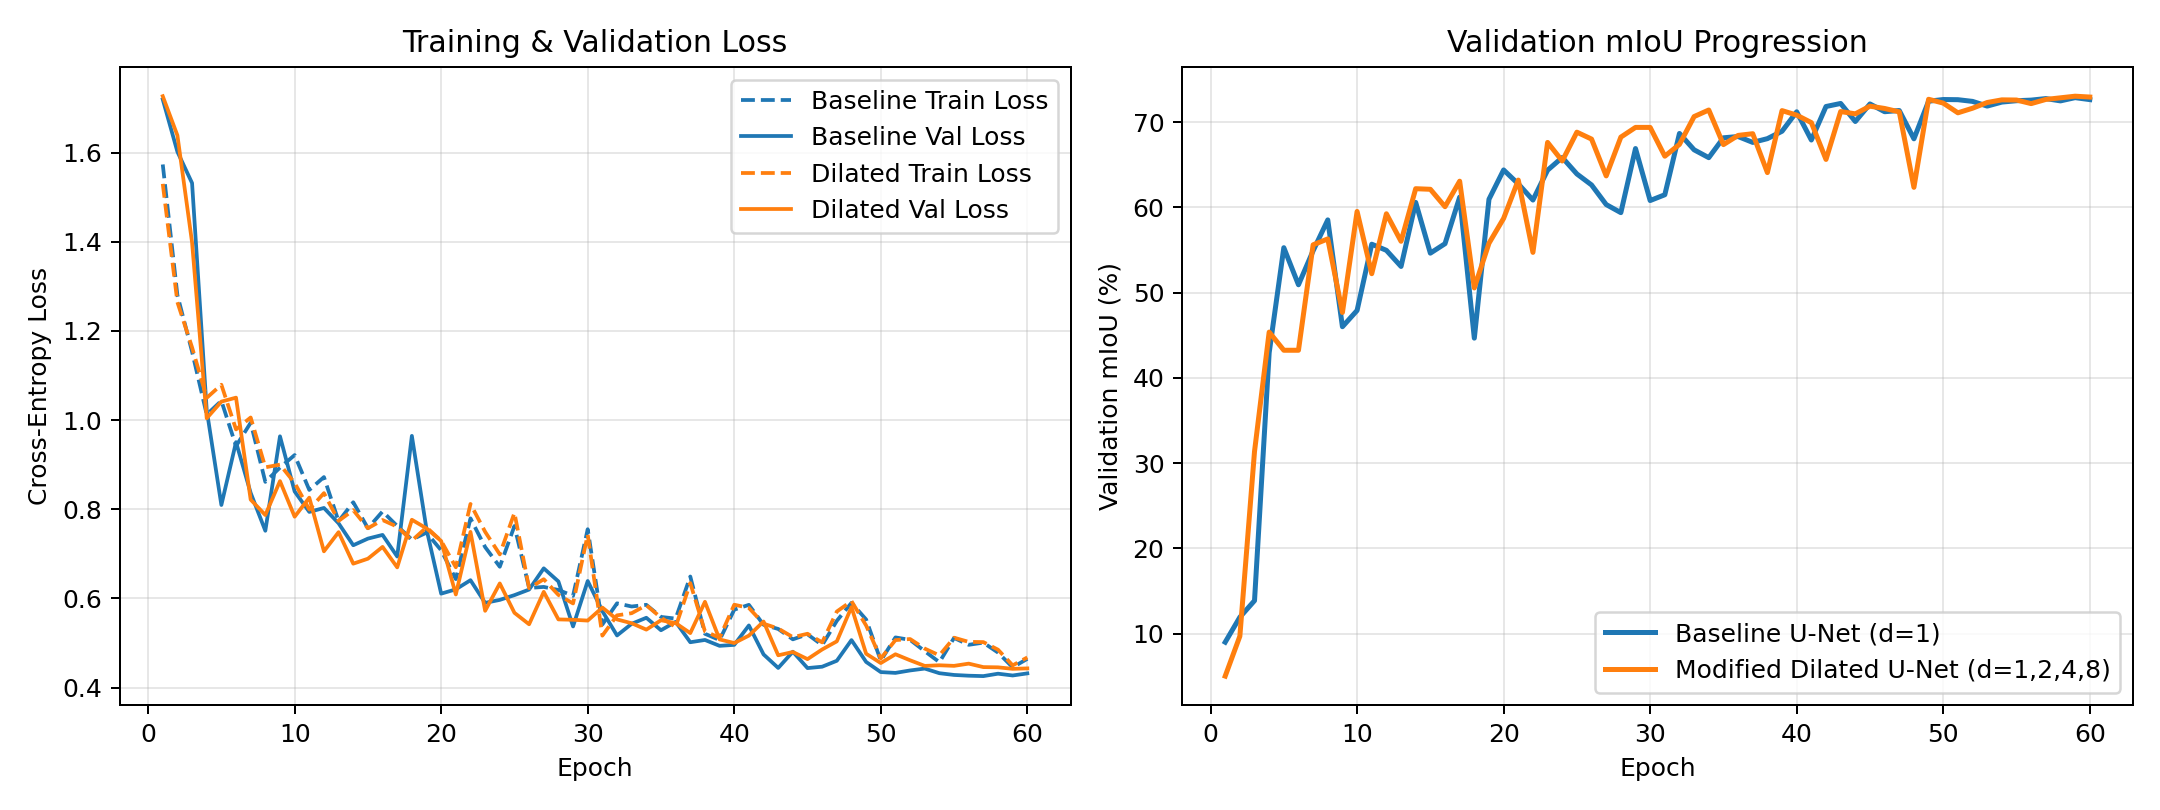 Training & Validation Loss
Cross-Entropy Loss
1.6
1.4
1.2
1.0
0.8
0.6
0.4
0 10 20 30 40 50 60
Epoch
Baseline Train Loss
Baseline Val Loss
Dilated Train Loss
Dilated Val Loss
Validation mIoU Progression
Validation mIoU (%)
70
60
50
40
30
20
10
0 10 20 30 40 50 60
Epoch
Baseline U-Net (d=1)
Modified Dilated U-Net (d=1,2,4,8)